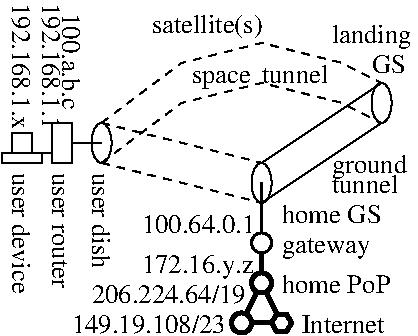 satellite(s)
landing
GS
space tunnel
192.168.1.x
192.168.1.1
100.a.b.c
ground
tunnel
user device
user router
user dish
home GS
100.64.0.1
gateway
172.16.y.z
home PoP
206.224.64/19
149.19.108/23
Internet